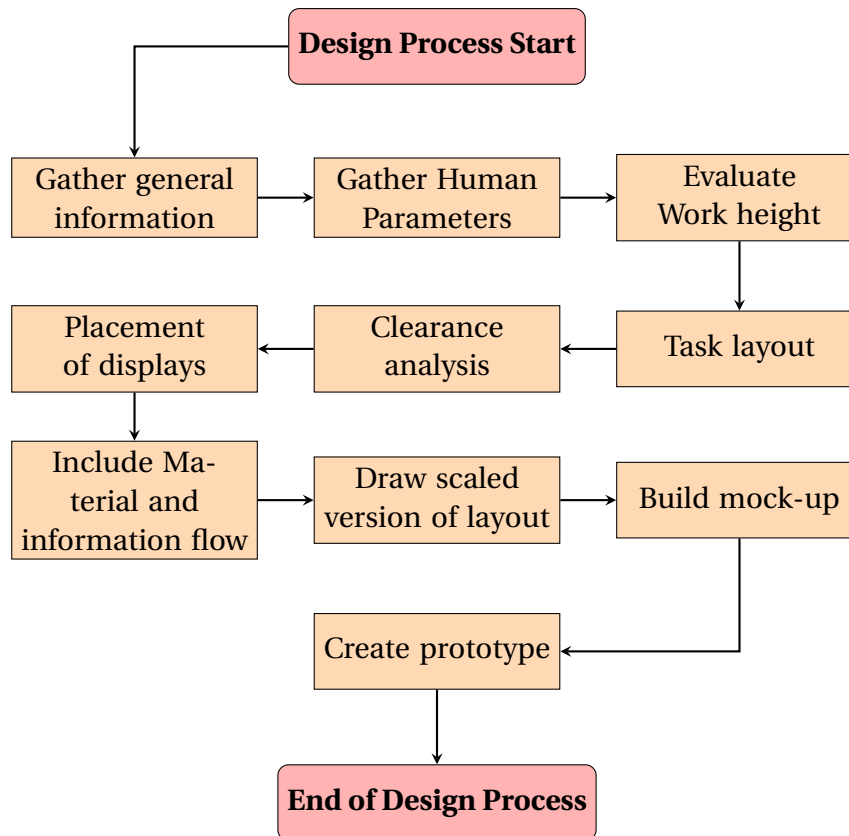 Design Process Start
Gather general
information
Gather Human
Parameters
Evaluate
Work height
Task layout
Clearance
analysis
Placement
of displays
Include Ma-
terial and
information flow
Draw scaled
version of layout
Build mock-up
Create prototype
End of Design Process